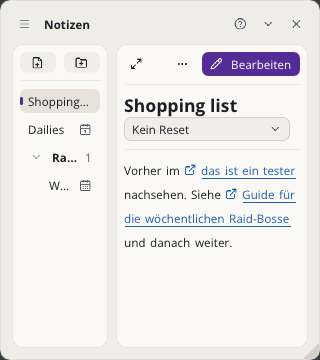 Notizen
Bearbeiten
Shopping...
Dailies
Ra... 1
W...
Shopping list
Kein Reset
Vorher im das ist ein tester
nachsehen. Siehe Guide für
die wöchentlichen Raid-Bosse
und danach weiter.